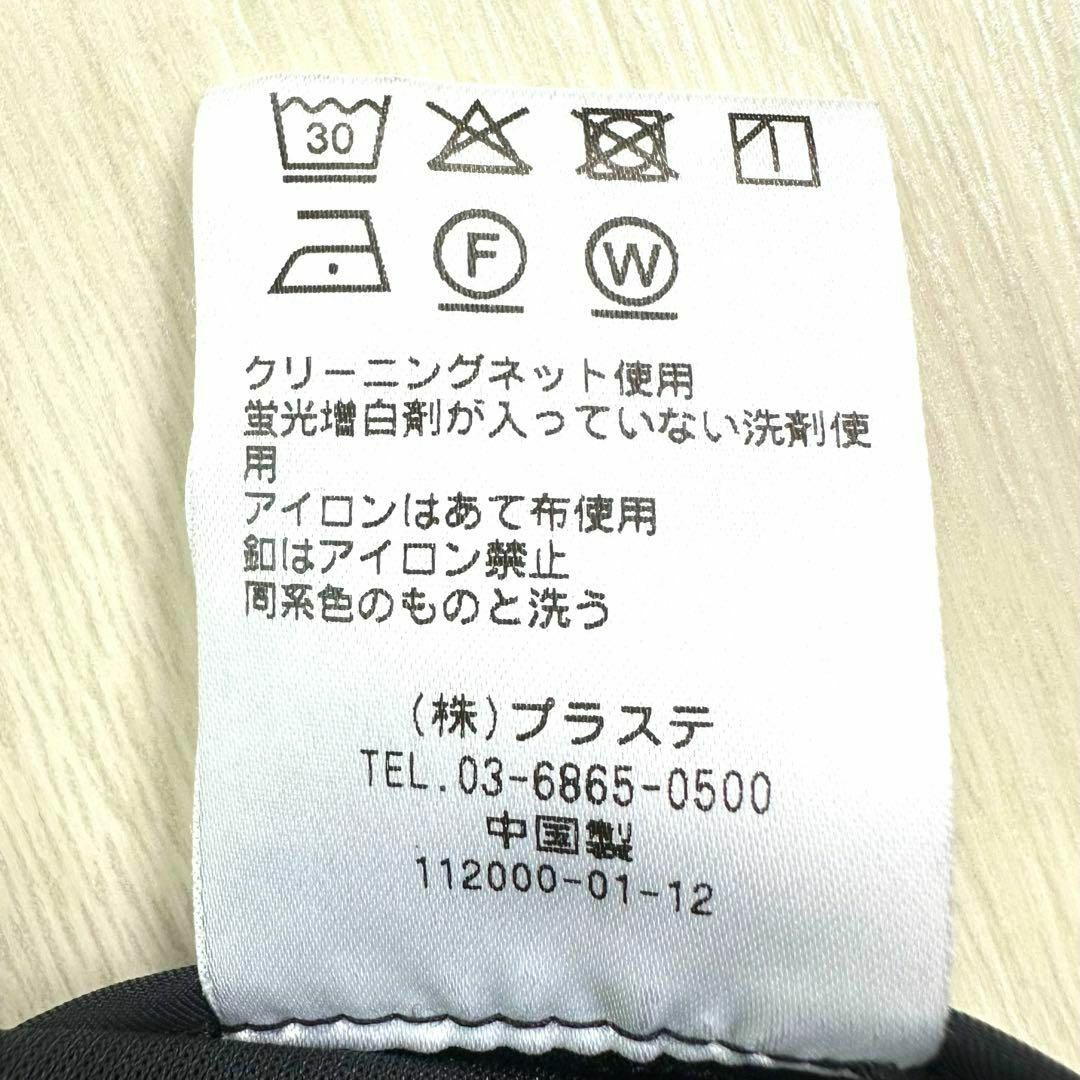 30
F W
クリーニングネット使用
蛍光増白剤が入っていない洗剤使
用
アイロンはあて布使用
釦はアイロン禁止
同系色のものと洗う
(株)プラステ
TEL.03-6865-0500
中国製
112000-01-12